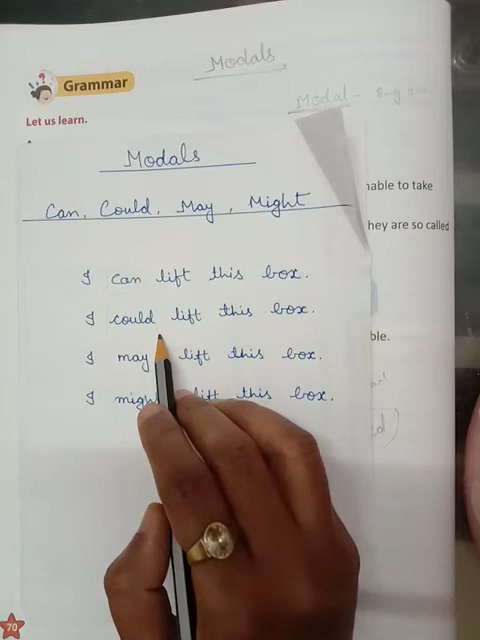 Modals
Grammar
Modal -
Let us learn.
Modals
nable to take
Can, Could, May, Might
hey are so called
I can lift this box.
I could lift this box.
ble.
I may lift this box.
I might lift this box.
70